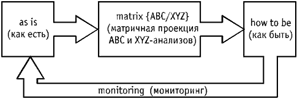 as is
(как есть)
matrix {ABC/XYZ}
(матричная проекция
ABC и XYZ-анализов)
how to be
(как быть)
monitoring (мониторинг)